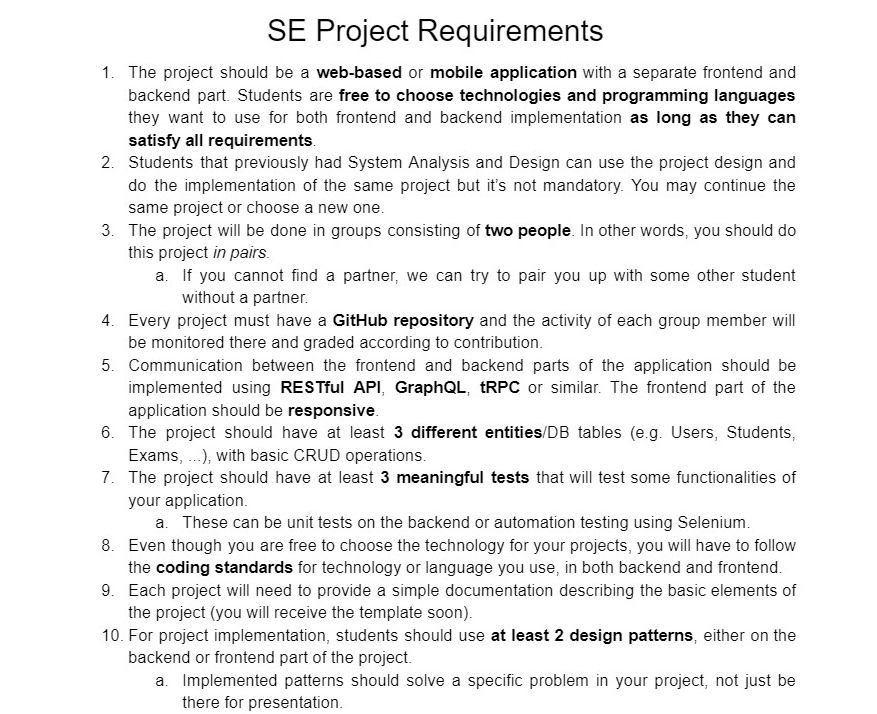 SE Project Requirements
1. The project should be a web-based or mobile application with a separate frontend and
backend part. Students are free to choose technologies and programming languages
they want to use for both frontend and backend implementation as long as they can
satisfy all requirements.
2. Students that previously had System Analysis and Design can use the project design and
do the implementation of the same project but it's not mandatory. You may continue the
same project or choose a new one.
3. The project will be done in groups consisting of two people. In other words, you should do
this project in pairs.
a. If you cannot find a partner, we can try to pair you up with some other student
without a partner.
4. Every project must have a GitHub repository and the activity of each group member will
be monitored there and graded according to contribution.
5. Communication between the frontend and backend parts of the application should be
implemented using RESTful API, GraphQL, tRPC or similar. The frontend part of the
application should be responsive.
6. The project should have at least 3 different entities/DB tables (e.g. Users, Students,
Exams, ...), with basic CRUD operations.
7. The project should have at least 3 meaningful tests that will test some functionalities of
your application.
a. These can be unit tests on the backend or automation testing using Selenium.
8. Even though you are free to choose the technology for your projects, you will have to follow
the coding standards for technology or language you use, in both backend and frontend.
9. Each project will need to provide a simple documentation describing the basic elements of
the project (you will receive the template soon).
10. For project implementation, students should use at least 2 design patterns, either on the
backend or frontend part of the project.
a. Implemented patterns should solve a specific problem in your project, not just be
there for presentation.